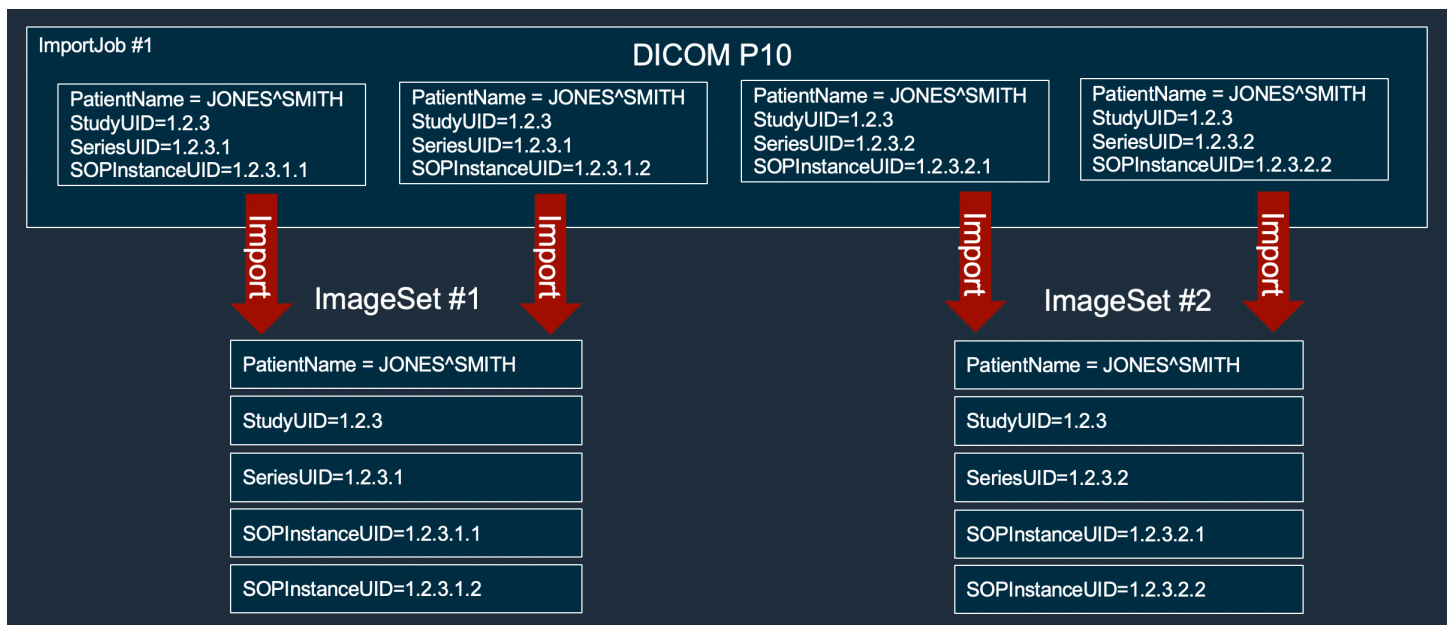 ImportJob #1
DICOM P10
PatientName = JONES^SMITH
StudyUID=1.2.3
SeriesUID=1.2.3.1
SOPInstanceUID=1.2.3.1.1
PatientName = JONES^SMITH
StudyUID=1.2.3
SeriesUID=1.2.3.1
SOPInstanceUID=1.2.3.1.2
PatientName = JONES^SMITH
StudyUID=1.2.3
SeriesUID=1.2.3.2
SOPInstanceUID=1.2.3.2.1
PatientName = JONES^SMITH
StudyUID=1.2.3
SeriesUID=1.2.3.2
SOPInstanceUID=1.2.3.2.2
Import
Import
Import
Import
ImageSet #1
PatientName = JONES^SMITH
StudyUID=1.2.3
SeriesUID=1.2.3.1
SOPInstanceUID=1.2.3.1.1
SOPInstanceUID=1.2.3.1.2
ImageSet #2
PatientName = JONES^SMITH
StudyUID=1.2.3
SeriesUID=1.2.3.2
SOPInstanceUID=1.2.3.2.1
SOPInstanceUID=1.2.3.2.2